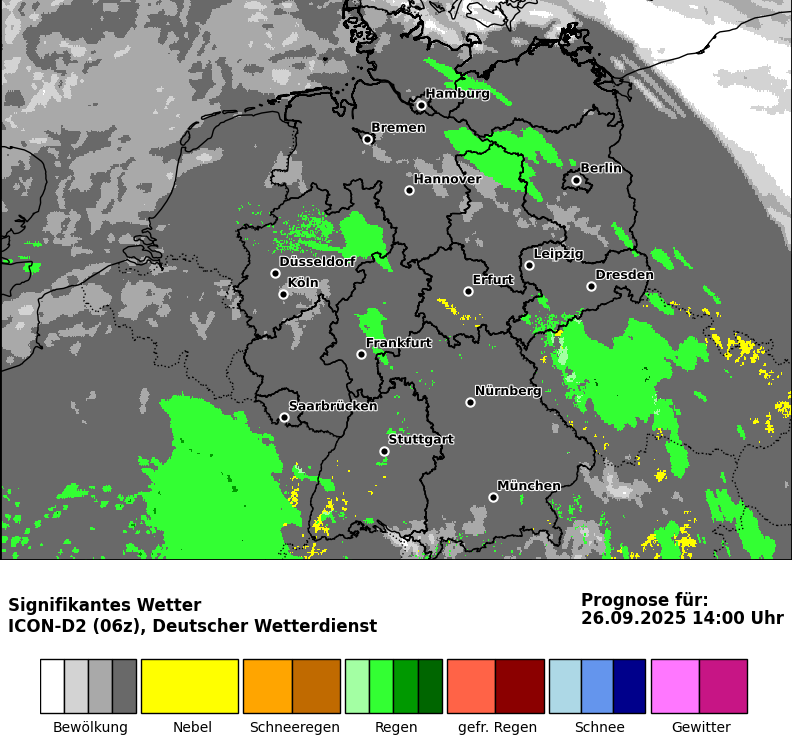 Hamburg
Bremen
Berlin
Hannover
Düsseldorf
Leipzig
Köln
Erfurt
Dresden
Frankfurt
Nürnberg
Saarbrücken
Stuttgart
München
Signifikantes Wetter
ICON-D2 (06z), Deutscher Wetterdienst
Prognose für:
26.09.2025 14:00 Uhr
Bewölkung Nebel Schneeregen Regen gefr. Regen Schnee Gewitter